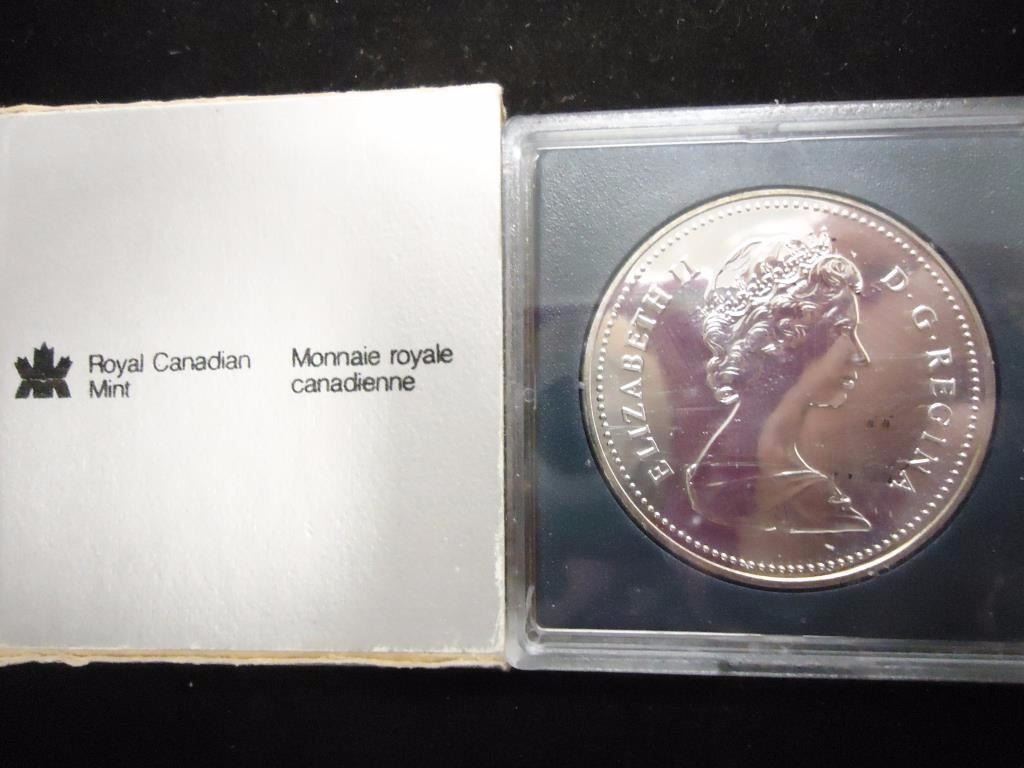 Royal Canadian
Mint
Monnaie royale
canadienne
ELIZABETH II
D·G·REGINA